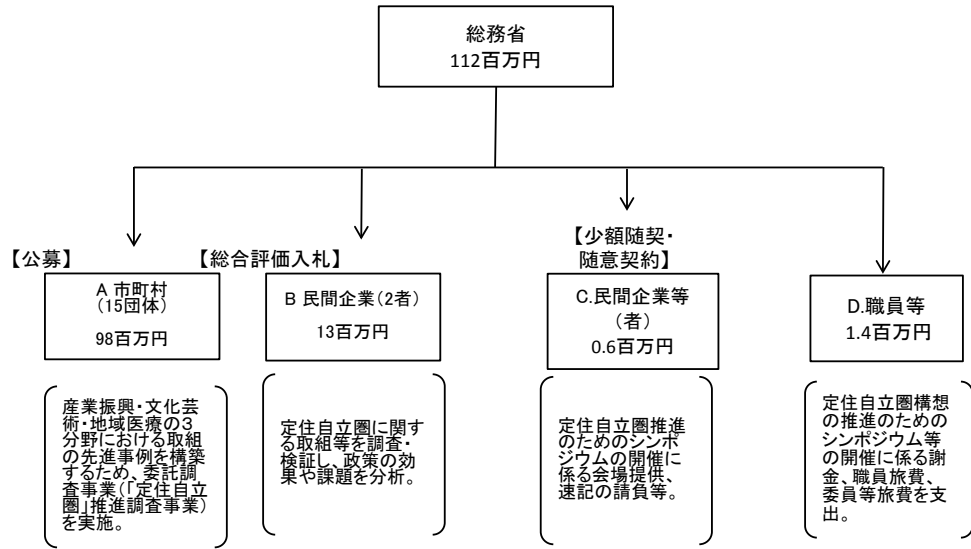 総務省
112百万円
【公募】
A 市町村
(15団体)
98百万円
産業振興・文化芸
術・地域医療の3
分野における取組
の先進事例を構築
するため、委託調
査事業(「定住自立
圏」推進調査事業)
を実施。
【総合評価入札】
B 民間企業(2者)
13百万円
定住自立圏に関す
る取組等を調査・
検証し、政策の効
果や課題を分析。
【少額随契・
随意契約】
C.民間企業等
(者)
0.6百万円
定住自立圏推進
のためのシンポ
ジウムの開催に
係る会場提供、
速記の請負等。
D.職員等
1.4百万円
定住自立圏構想
の推進のための
シンポジウム等
の開催に係る謝
金、職員旅費、
委員等旅費を支
出。